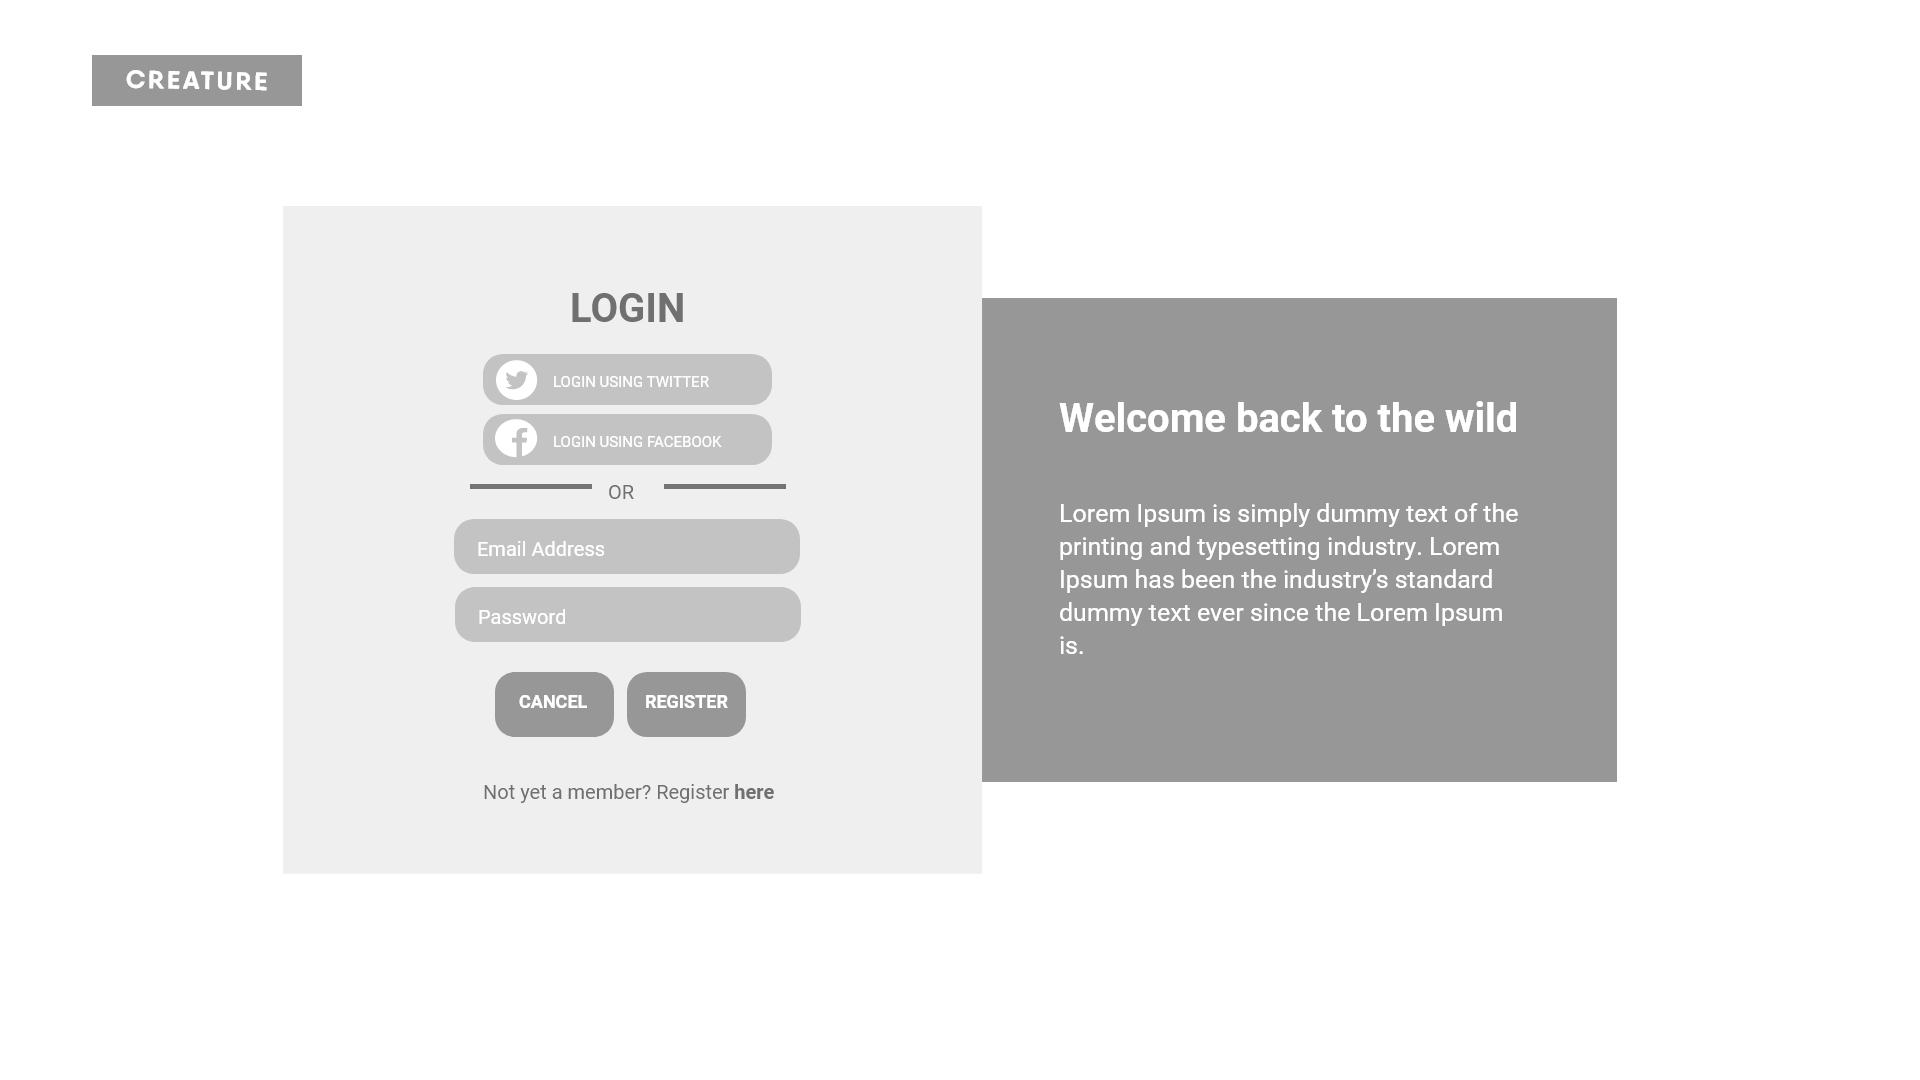 CREATURE
LOGIN
LOGIN USING TWITTER
LOGIN USING FACEBOOK
OR
Email Address
Password
CANCEL
REGISTER
Not yet a member? Register here
Welcome back to the wild
Lorem Ipsum is simply dummy text of the
printing and typesetting industry. Lorem
Ipsum has been the industry’s standard
dummy text ever since the Lorem Ipsum
is.